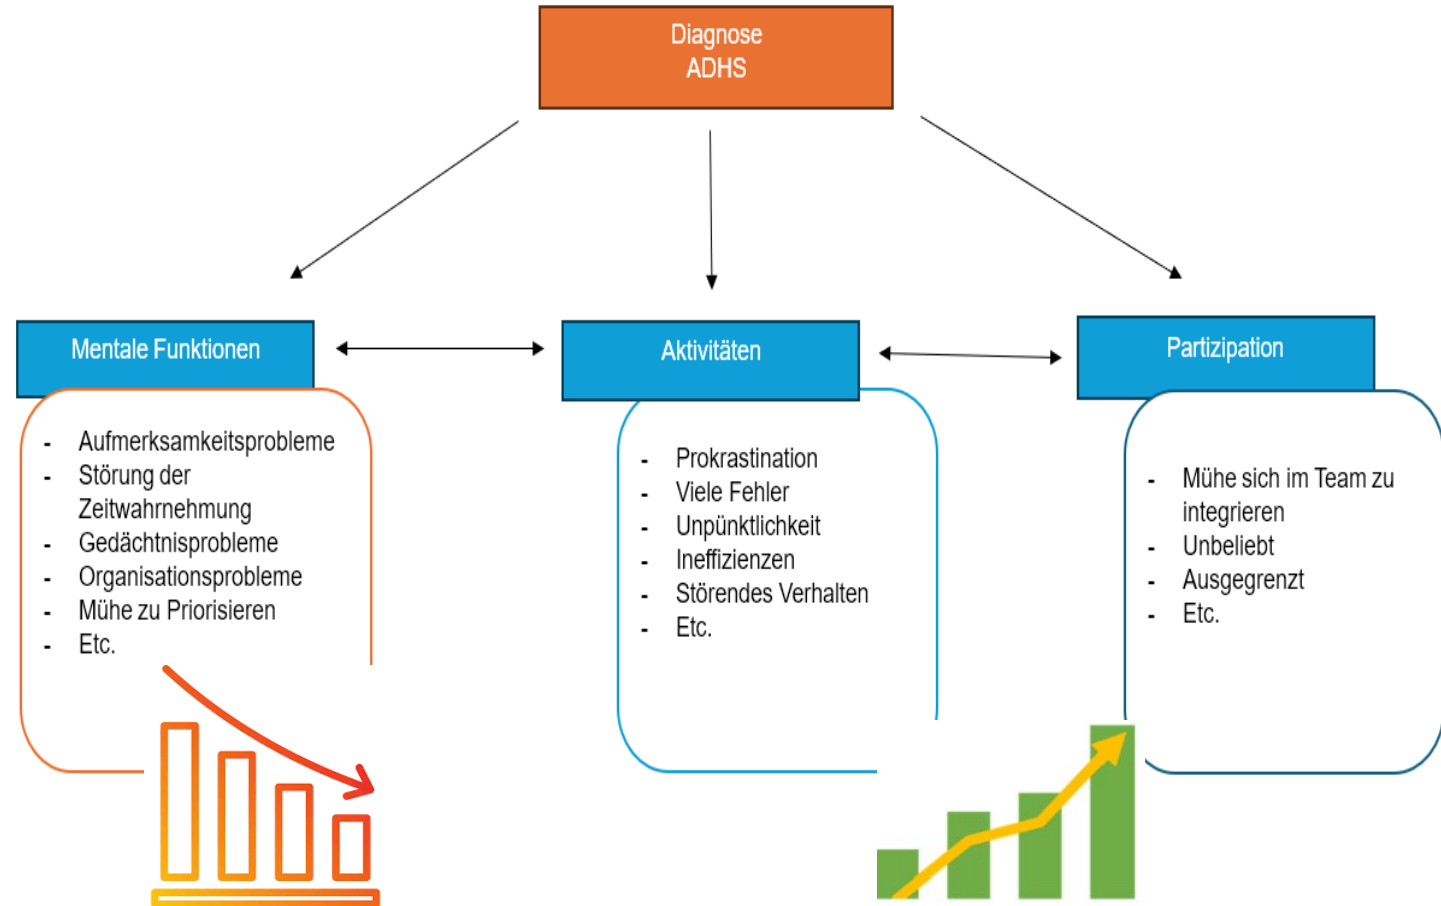 Diagnose
ADHS
Mentale Funktionen
- Aufmerksamkeitsprobleme
- Störung der
Zeitwahrnehmung
- Gedächtnisprobleme
- Organisationsprobleme
- Mühe zu Priorisieren
- Etc.
Aktivitäten
- Prokrastination
- Viele Fehler
- Unpünktlichkeit
- Ineffizienzen
- Störendes Verhalten
- Etc.
Partizipation
- Mühe sich im Team zu
integrieren
- Unbeliebt
- Ausgegrenzt
- Etc.